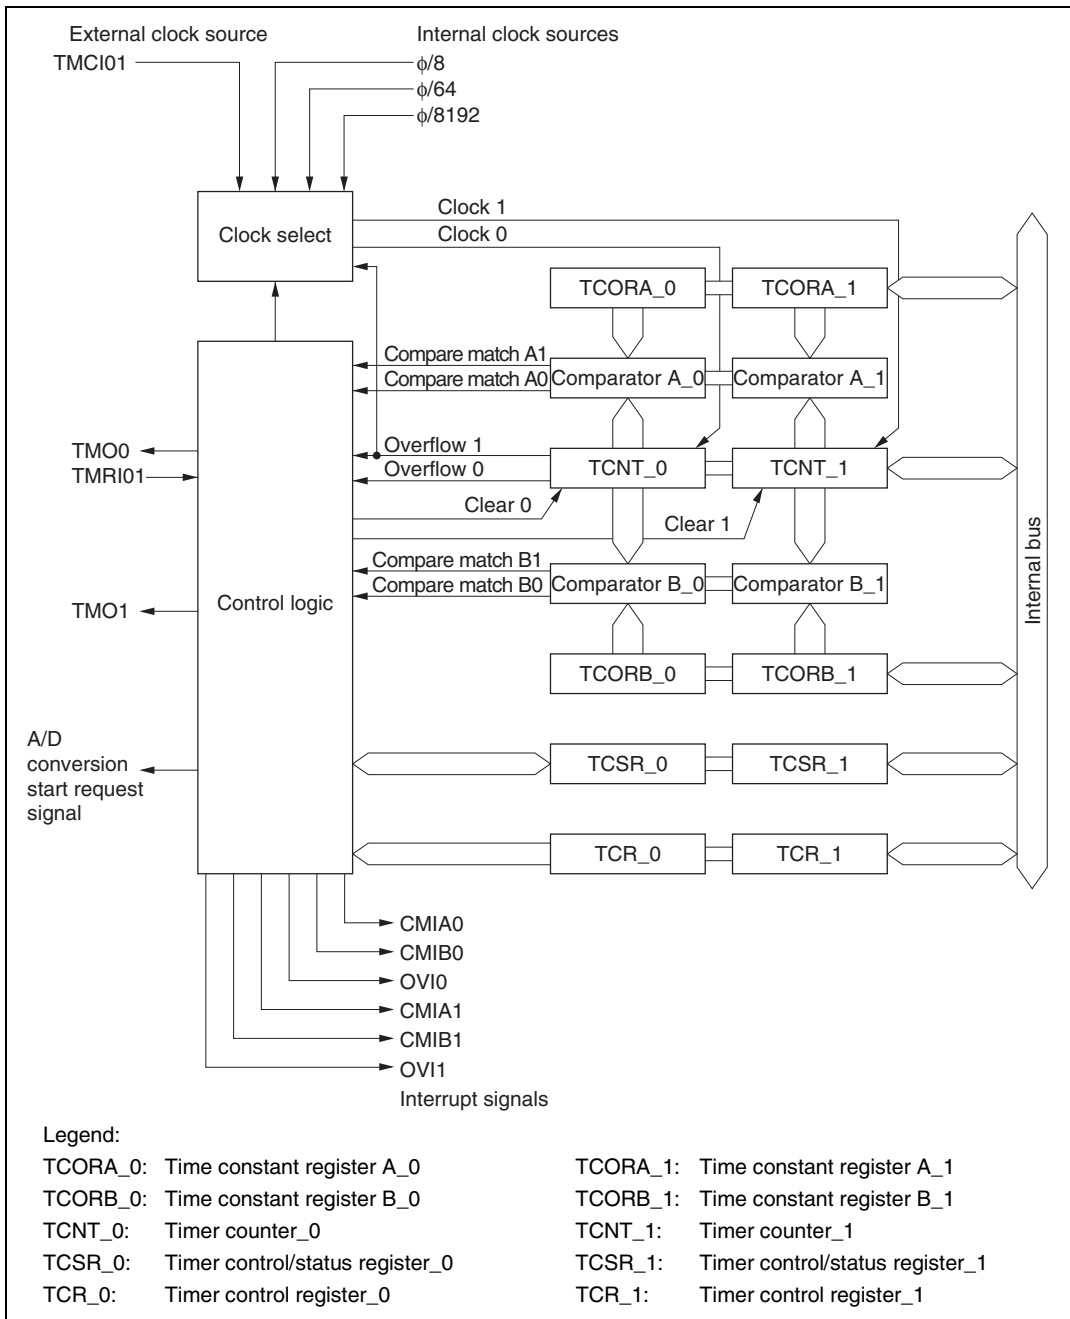 External clock source
Internal clock sources
TMCI01
ϕ/8
ϕ/64
ϕ/8192
Clock select
Clock 1
Clock 0
TCORA_0
TCORA_1
Compare match A1
Compare match A0
Comparator A_0
Comparator A_1
TMO0
TMRI01
Overflow 1
Overflow 0
TCNT_0
TCNT_1
Clear 0
Clear 1
Compare match B1
Compare match B0
Comparator B_0
Comparator B_1
TMO1
Control logic
Internal bus
TCORB_0
TCORB_1
A/D
conversion
start request
signal
TCSR_0
TCSR_1
TCR_0
TCR_1
CMIA0
CMIB0
OVI0
CMIA1
CMIB1
OVI1
Interrupt signals
Legend:
TCORA_0: Time constant register A_0
TCORA_1: Time constant register A_1
TCORB_0: Time constant register B_0
TCORB_1: Time constant register B_1
TCNT_0: Timer counter_0
TCNT_1: Timer counter_1
TCSR_0: Timer control/status register_0
TCSR_1: Timer control/status register_1
TCR_0: Timer control register_0
TCR_1: Timer control register_1